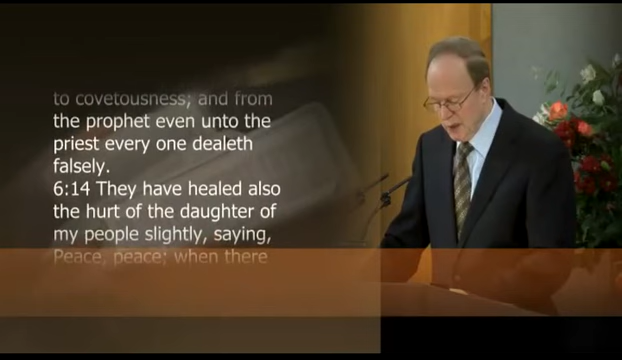 to covetousness; and from
the prophet even unto the
priest every one dealeth
falsely.
6:14 They have healed also
the hurt of the daughter of
my people slightly, saying,
Peace, peace; when there